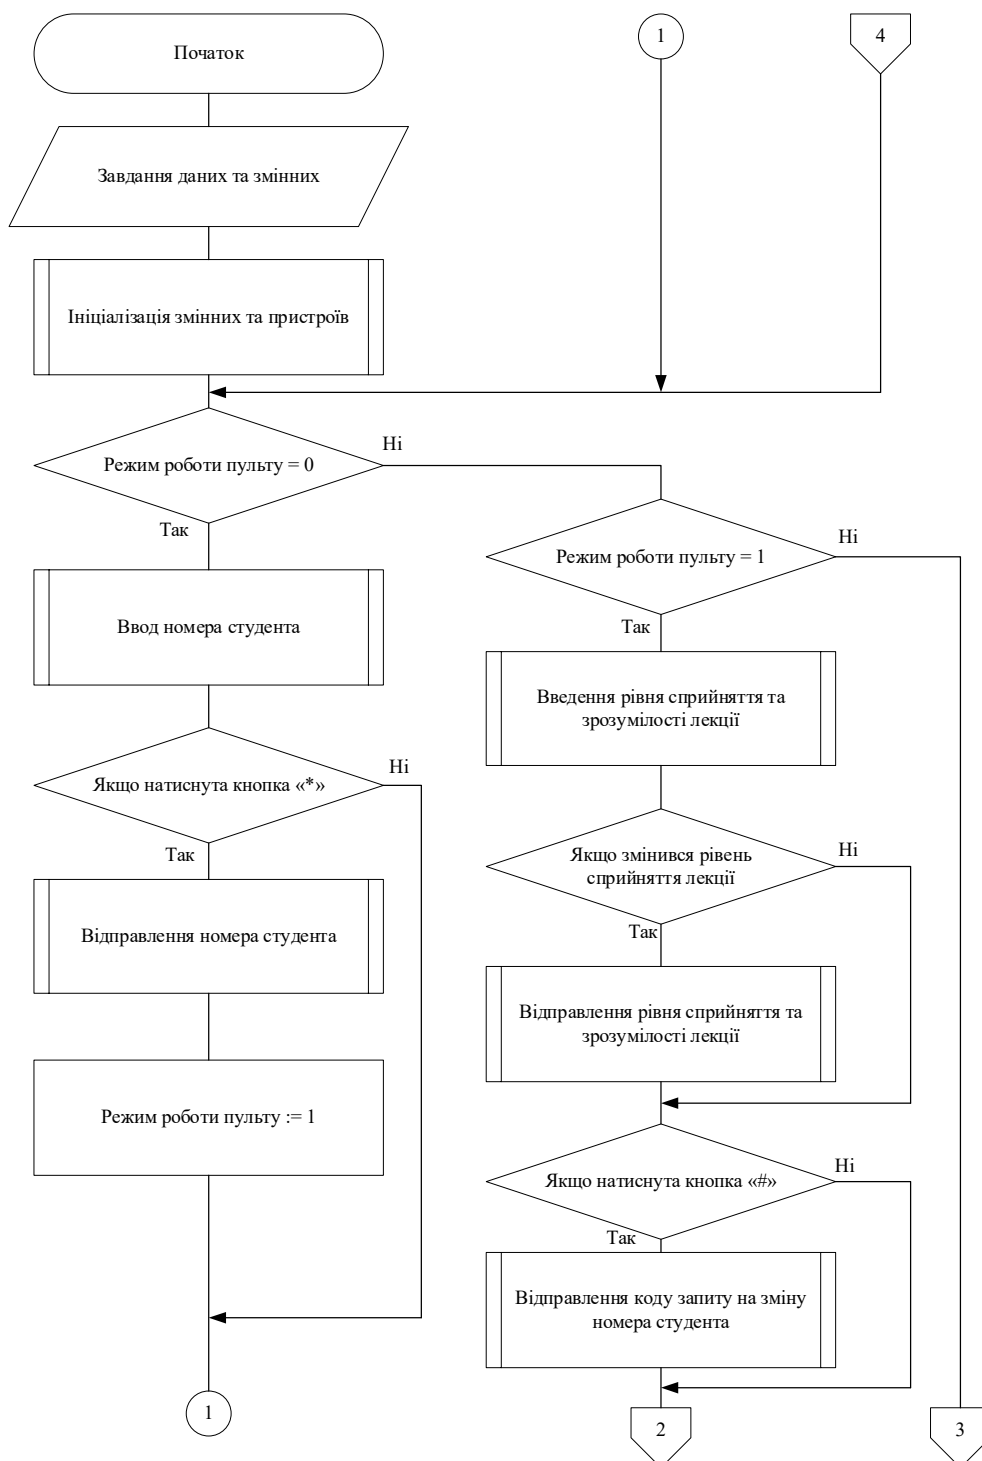 Початок
1
4
Завдання даних та змінних
Ініціалізація змінних та пристроїв
Режим роботи пульту = 0
Ні
Так
Режим роботи пульту = 1
Ні
Так
Ввод номера студента
Введення рівня сприйняття та
зрозумілості лекції
Якщо натиснута кнопка «*»
Ні
Так
Якщо змінився рівень
сприйняття лекції
Ні
Так
Відправлення номера студента
Відправлення рівня сприйняття та
зрозумілості лекції
Режим роботи пульту := 1
Якщо натиснута кнопка «#»
Ні
Так
Відправлення коду запиту на зміну
номера студента
1
2
3